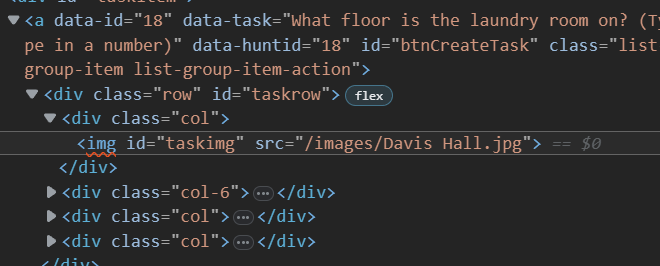 <div id="taskitem">
▼<a data-id="18" data-task="What floor is the laundry room on? (Ty
pe in a number)" data-huntid="18" id="btnCreateTask" class="list
group-item list-group-item-action">
▼<div class="row" id="taskrow"> flex
▼<div class="col">
<img id="taskimg" src="/images/Davis Hall.jpg"> == $0
</div>
▶<div class="col-6">…</div>
▶<div class="col">…</div>
▶<div class="col">…</div>
</div>